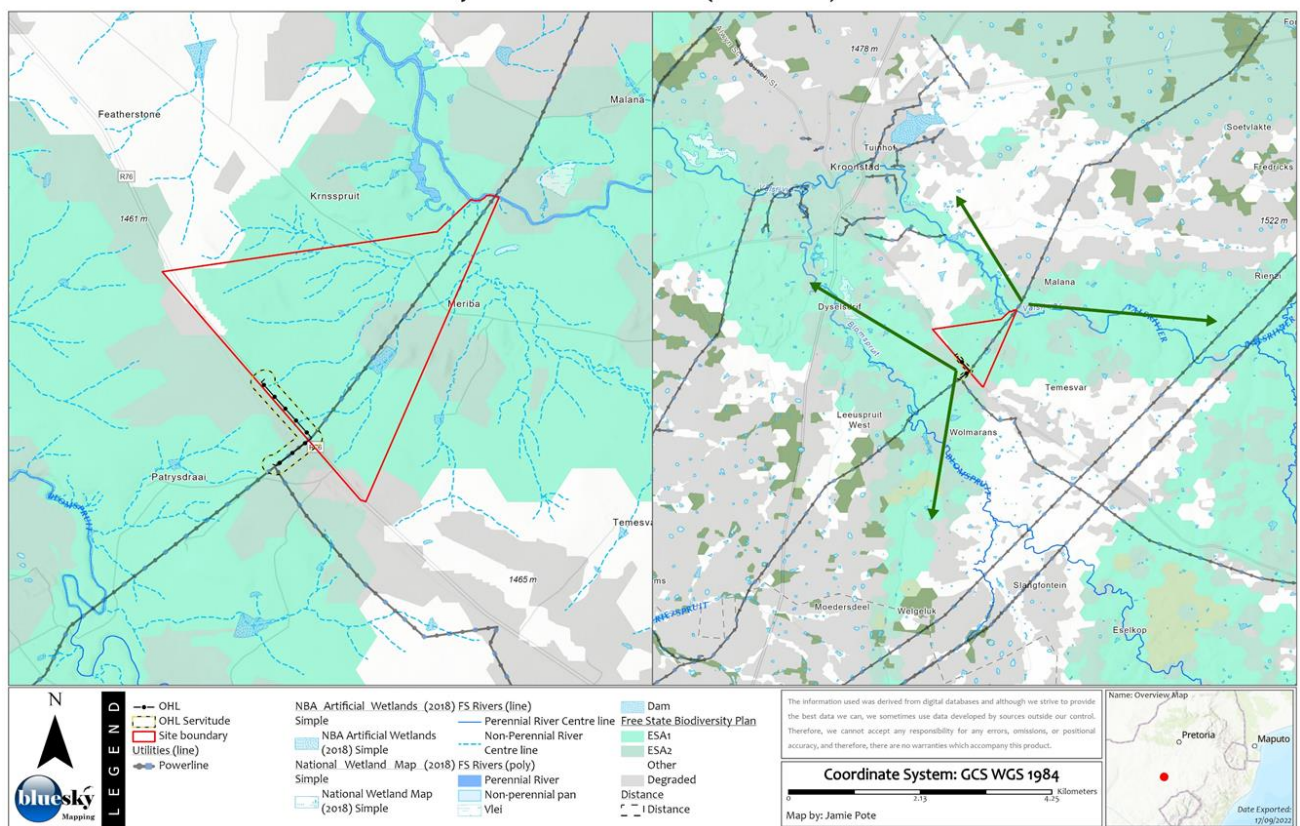 Featherstone
Malana
R76
Krnsspruit
1461 m
Meriba
Patrysdraai
Temesva
1465 m
1478 m
Soetvlakte
Tuinhof
Kroonstad
Fredricks
1522 m
Rienzi
Malana
Dyselsdrif
Blomspruit
Temesvar
Leeuspruit
West
Wolmarans
BLOMSPRUIT
Slangfontein
ms
Moedersdeel
Welgeluk
Eselkop
N
LEGEND
OHL
OHL Servitude
Site boundary
Utilities (line)
Powerline
NBA Artificial Wetlands (2018)
Simple
NBA Artificial Wetlands
(2018) Simple
National Wetland Map (2018)
Simple
National Wetland Map
(2018) Simple
FS Rivers (line)
Perennial River Centre line
Non-Perennial River
Centre line
FS Rivers (poly)
Perennial River
Non-perennial pan
Vlei
Dam
Free State Biodiversity Plan
ESA1
ESA2
Other
Degraded
Distance
I Distance
bluesky
Mapping
The information used was derived from digital databases and although we strive to provide
the best data we can, we sometimes use data developed by sources outside our control.
Therefore, we cannot accept any responsibility for any errors, omissions, or positional
accuracy, and therefore, there are no warranties which accompany this product.
Coordinate System: GCS WGS 1984
0 2.13 4.25 Kilometers
Map by: Jamie Pote
Name: Overview Map
Pretoria
Maputo
Date Exported:
17/09/2022